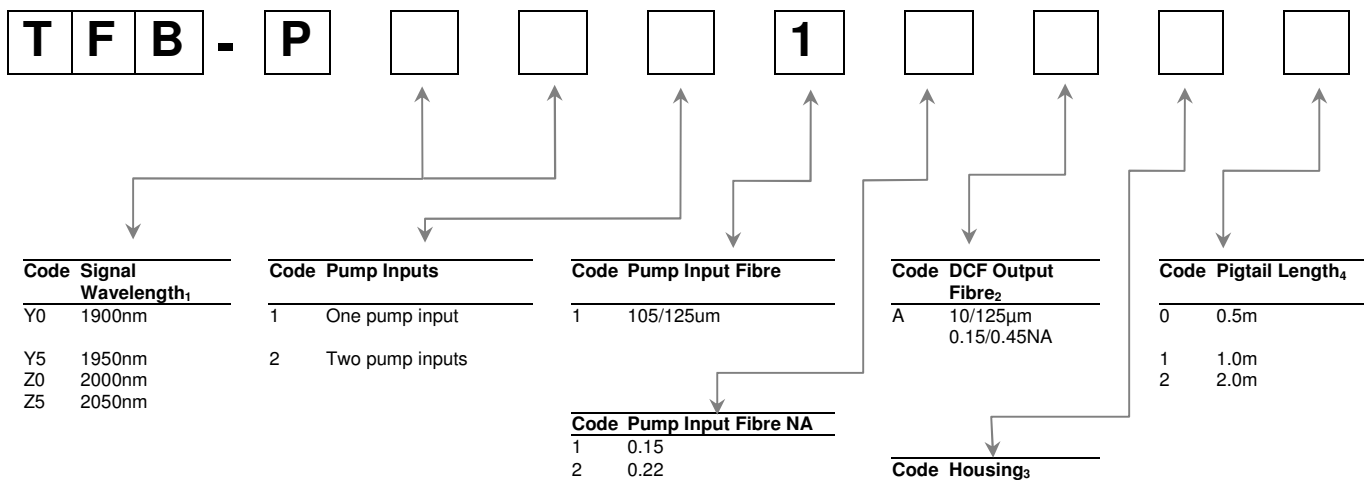 T F B - P 1
Code Signal Wavelength₁
Y0 1900nm
Y5 1950nm
Z0 2000nm
Z5 2050nm
Code Pump Inputs
1 One pump input
2 Two pump inputs
Code Pump Input Fibre
1 105/125um
Code Pump Input Fibre NA
1 0.15
2 0.22
Code DCF Output Fibre₂
A 10/125µm
0.15/0.45NA
Code Housing₃
Code Pigtail Length₄
0 0.5m
1 1.0m
2 2.0m